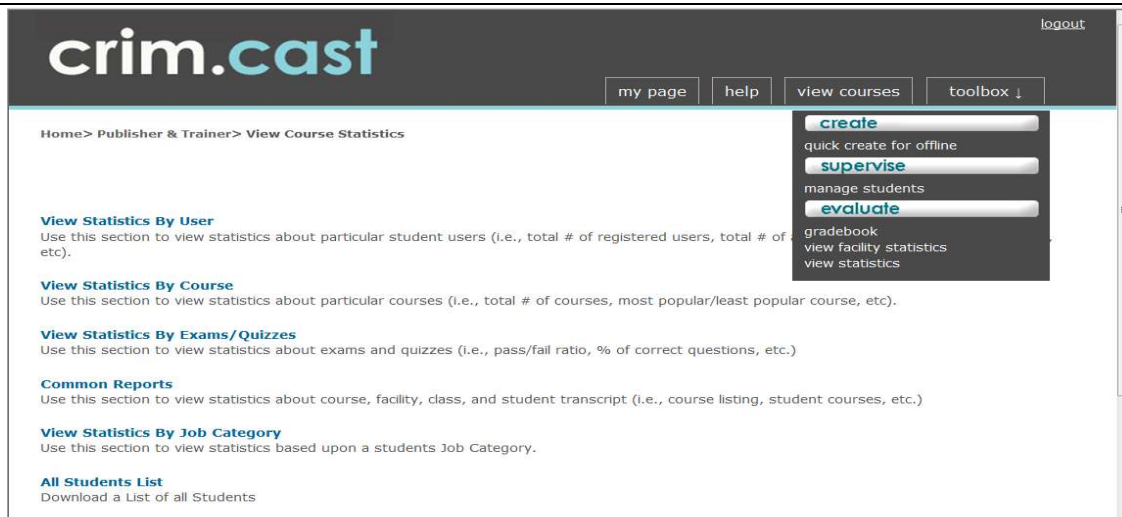 logout
crim.cast
my page help view courses toolbox ↓
Home> Publisher & Trainer> View Course Statistics
create
quick create for offline
supervise
manage students
evaluate
gradebook
view facility statistics
view statistics
View Statistics By User
Use this section to view statistics about particular student users (i.e., total # of registered users, total # of
etc).
View Statistics By Course
Use this section to view statistics about particular courses (i.e., total # of courses, most popular/least popular course, etc).
View Statistics By Exams/Quizzes
Use this section to view statistics about exams and quizzes (i.e., pass/fail ratio, % of correct questions, etc.)
Common Reports
Use this section to view statistics about course, facility, class, and student transcript (i.e., course listing, student courses, etc.)
View Statistics By Job Category
Use this section to view statistics based upon a students Job Category.
All Students List
Download a List of all Students